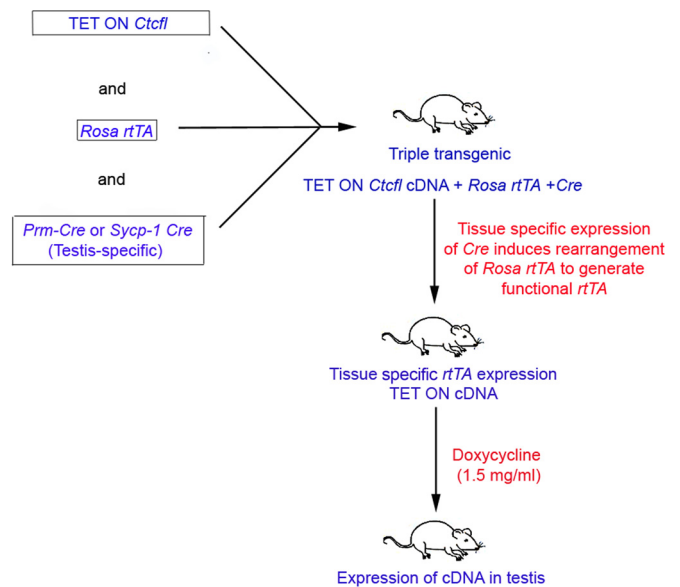 TET ON Ctcfl
and
Rosa rtTA
and
Prm-Cre or Sycp-1 Cre
(Testis-specific)
Triple transgenic
TET ON Ctcfl cDNA + Rosa rtTA +Cre
Tissue specific expression
of Cre induces rearrangement
of Rosa rtTA to generate
functional rtTA
Tissue specific rtTA expression
TET ON cDNA
Doxycycline
(1.5 mg/ml)
Expression of cDNA in testis